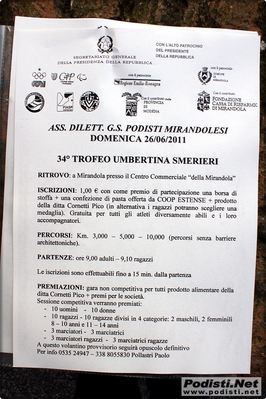 SEGRETARIATO GENERALE
DELLA PRESIDENZA DELLA REPUBBLICA
CON L'ALTO PATROCINIO
DEL PRESIDENTE
DELLA REPUBBLICA
Regione Emilia-Romagna
PROVINCIA
DI
MODENA
FONDAZIONE
CASSA DI RISPARMIO
DI MIRANDOLA
ASS. DILETT. G.S. PODISTI MIRANDOLESI
DOMENICA 26/06/2011
34° TROFEO UMBERTINA SMERIERI
RITROVO: a Mirandola presso il Centro Commerciale "della Mirandola"
ISCRIZIONI: 1,00 € con come premio di partecipazione una borsa di
stoffa + una confezione di pasta offerta da COOP ESTENSE + prodotto
della ditta Cornetti Pico (in alternativa i ragazzi potranno scegliere una
medaglia). Gratuita per tutti gli atleti diversamente abili e i loro
accompagnatori.
PERCORSI: Km. 3,000 – 5,000 – 10,000 (percorsi senza barriere
architettoniche).
PARTENZE: ore 9,00 adulti – 9,10 ragazzi
Le iscrizioni sono effettuabili fino a 15 min. dalla partenza
PREMIAZIONI: gara non competitiva per tutti prodotto alimentare della
ditta Cornetti Pico + premi per le società.
Sessione competitiva verranno premiati:
- 10 uomini - 10 donne
- 10 ragazzi - 10 ragazze divisi in 4 categorie: 2 maschili, 2 femminili
8 – 10 anni e 11 – 14 anni
- 3 marciatori - 3 marciatrici
A questo volantino provvisorio seguirà opuscolo definitivo
Per info 0535 24947 – 338 8055830 Pollastri Paolo
Podisti.Net
www.podisti.net